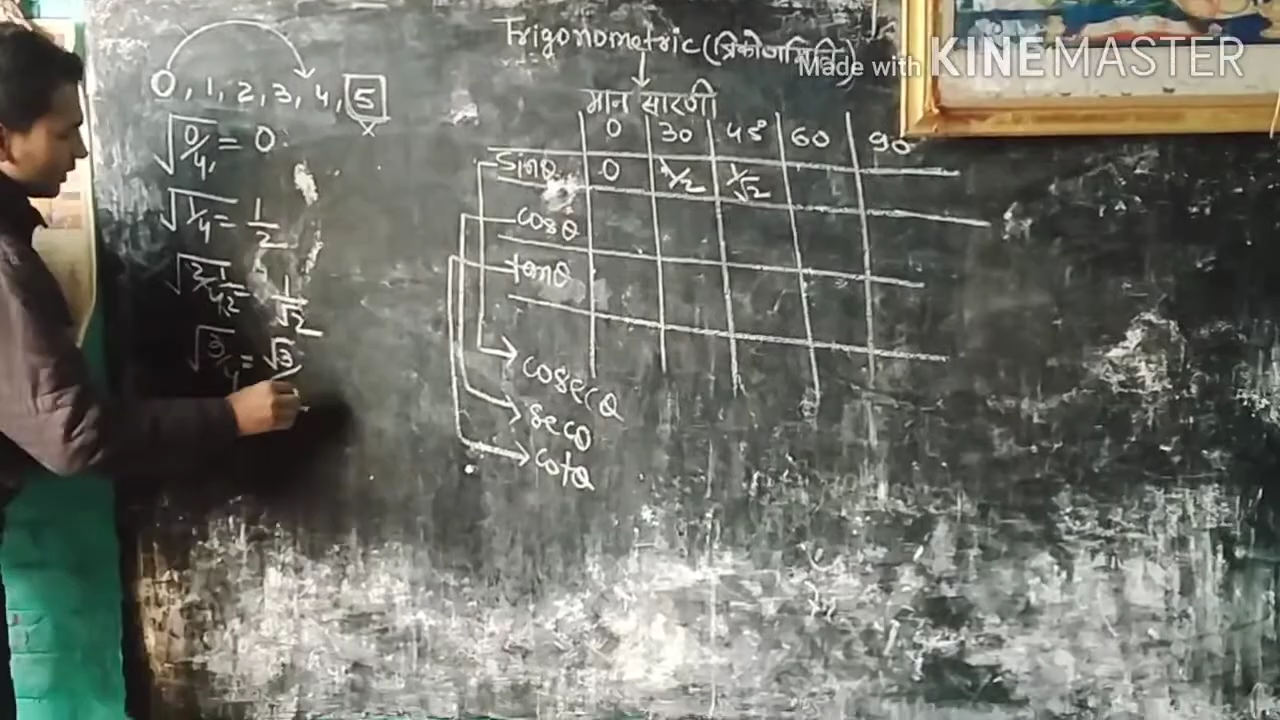 Trigonometric (त्रिकोणमिति)
Made with KINEMASTER
मान सारणी
0, 1, 2, 3, 4, 5
x
√0/4 = 0
√1/4 = 1/2
√2/4 1/2 = 1/√2
√3/4 = √3
0 30 45° 60 90
Sinθ 0 1/2 1/√2
cosθ
tanθ
cosecθ
secθ
cotθ